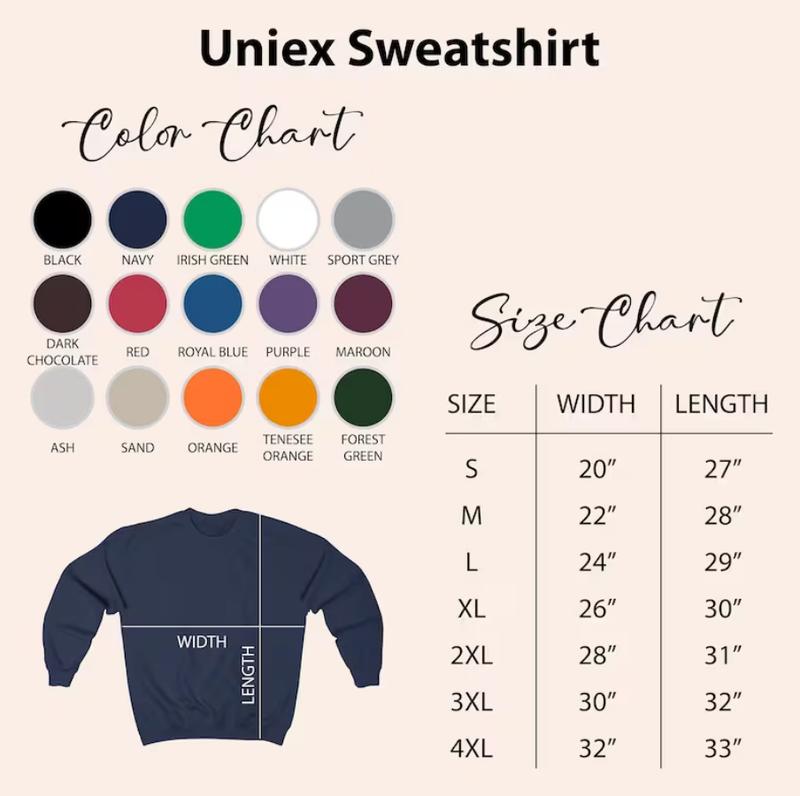 Uniex Sweatshirt
Color Chart
BLACK NAVY IRISH GREEN WHITE SPORT GREY
DARK CHOCOLATE RED ROYAL BLUE PURPLE MAROON
ASH SAND ORANGE TENESEE ORANGE FOREST GREEN
WIDTH
LENGTH
Size Chart
SIZE WIDTH LENGTH
S 20” 27”
M 22” 28”
L 24” 29”
XL 26” 30”
2XL 28” 31”
3XL 30” 32”
4XL 32” 33”